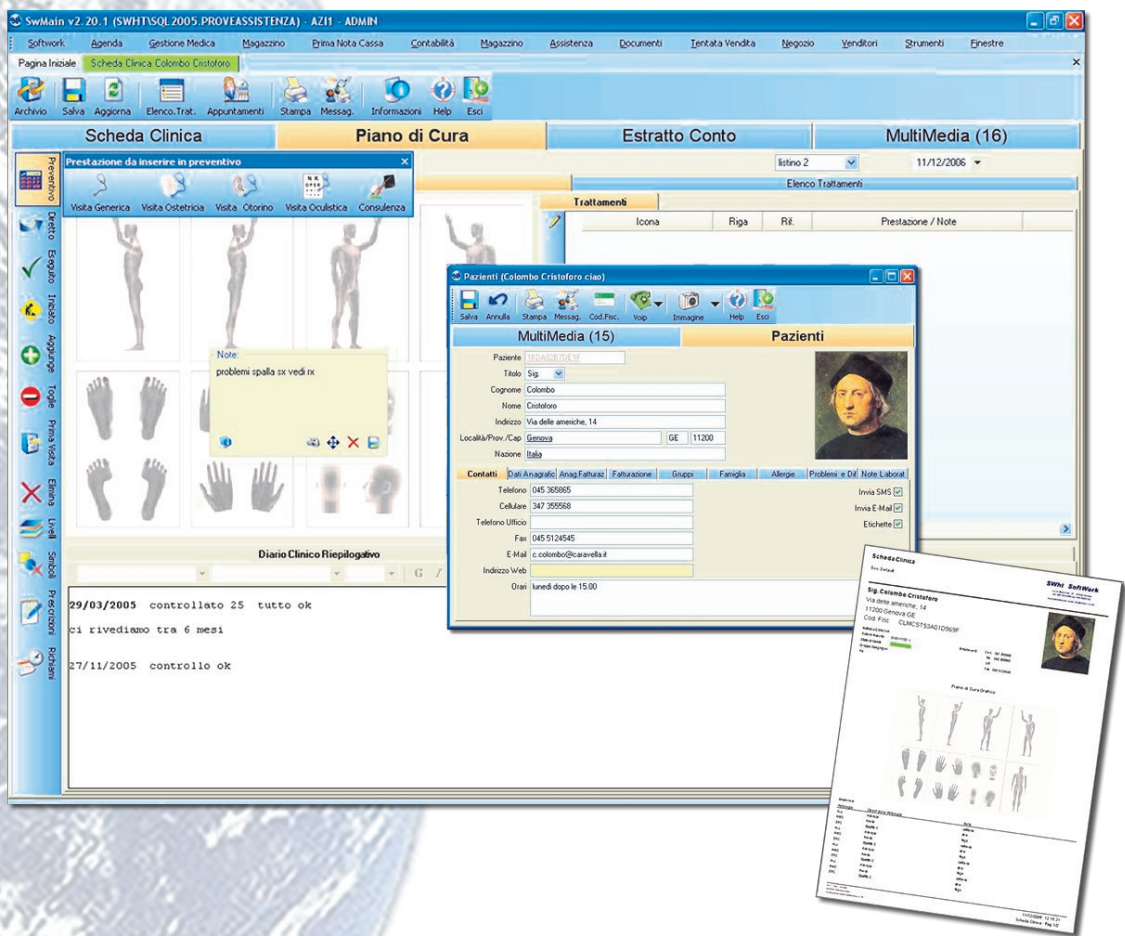 SwMain v2.20.1 (SWHT\SQL2005.PROVEASSISTENZA) - AZI1 - ADMIN
Softwork Agenda Gestione Medica Magazzino Prima Nota Cassa Contabilità Magazzino Assistenza Documenti Tentata Vendita Negozio Venditori Strumenti Finestre
Pagina Iniziale Scheda Clinica Colombo Cristoforo
Archivio Salva Aggiorna Elenco.Trat. Appuntamenti Stampa Messag. Informazioni Help Esci
Scheda Clinica Piano di Cura Estratto Conto MultiMedia (16)
Prestazione da inserire in preventivo
listino 2 11/12/2006
Elenco Trattamenti
Visita Generica Visita Ostetricia Visita Otorino Visita Oculistica Consulenza
Trattamenti
Icona Riga Rif. Prestazione / Note
Preventivo
Diretto
Eseguito
Iniziato
Aggiunge
Toglie
Prima Visita
Elimina
Livelli
Simboli
Prescrizioni
Richiami
Note:
problemi spalla sx vedi rx
Pazienti (Colombo Cristoforo ciao)
Salva Annulla Stampa Messag. Cod.Fisc. Voip Immagine Help Esci
MultiMedia (15) Pazienti
Paziente
Titolo Sig.
Cognome Colombo
Nome Cristoforo
Indirizzo Via delle americhe, 14
Località/Prov./Cap Genova GE 11200
Nazione Italia
Contatti Dati Anagrafic Anag.Fatturaz Fatturazione Gruppi Famiglia Allergie Problemi e Dif Note Laborat
Telefono 045 365865
Invia SMS
Cellulare 347 355568
Invia E-Mail
Telefono Ufficio
Etichette
Fax 045 5124545
E-Mail c.colombo@caravella.it
Indirizzo Web
Orari lunedì dopo le 15.00
Diario Clinico Riepilogativo
G I
29/03/2005 controllato 25 tutto ok
ci rivediamo tra 6 mesi
27/11/2005 controllo ok
Scheda Clinica
SWht SoftWork
Sig. Colombo Cristoforo
Via delle americhe, 14
11200 Genova GE
Cod. Fisc. CLMCST53A01D969F
Piano di Cura Grafico